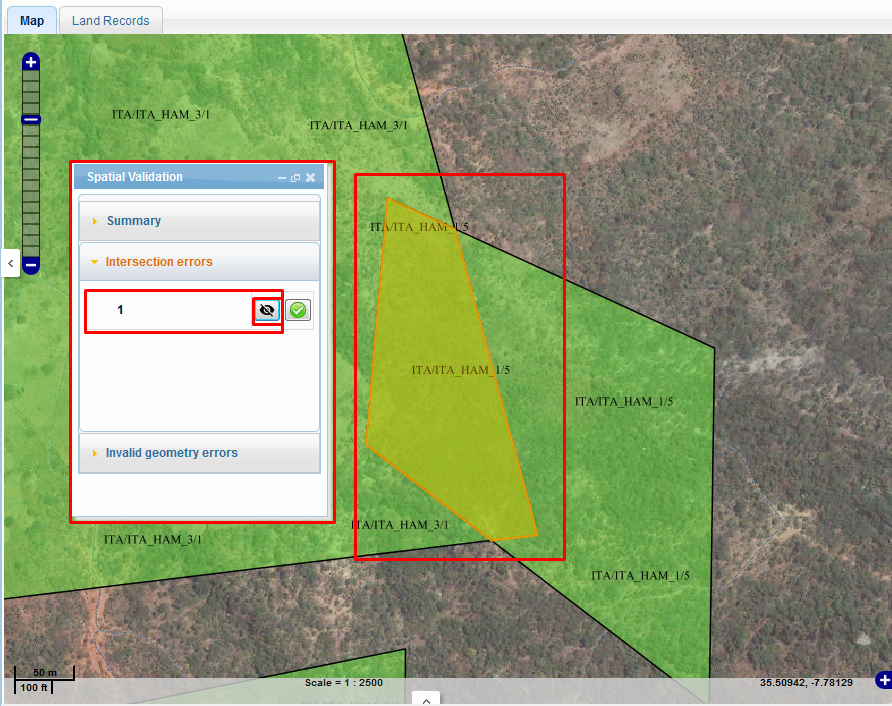 Map Land Records
ITA/ITA_HAM_3/1
ITA/ITA_HAM_3/1
Spatial Validation
Summary
ITA/ITA_HAM_1/5
Intersection errors
1
ITA/ITA_HAM_1/5
ITA/ITA_HAM_1/5
Invalid geometry errors
ITA/ITA_HAM_3/1
ITA/ITA_HAM_3/1
ITA/ITA_HAM_1/5
50 m
100 ft
Scale = 1 : 2500
35.50942, -7.78129